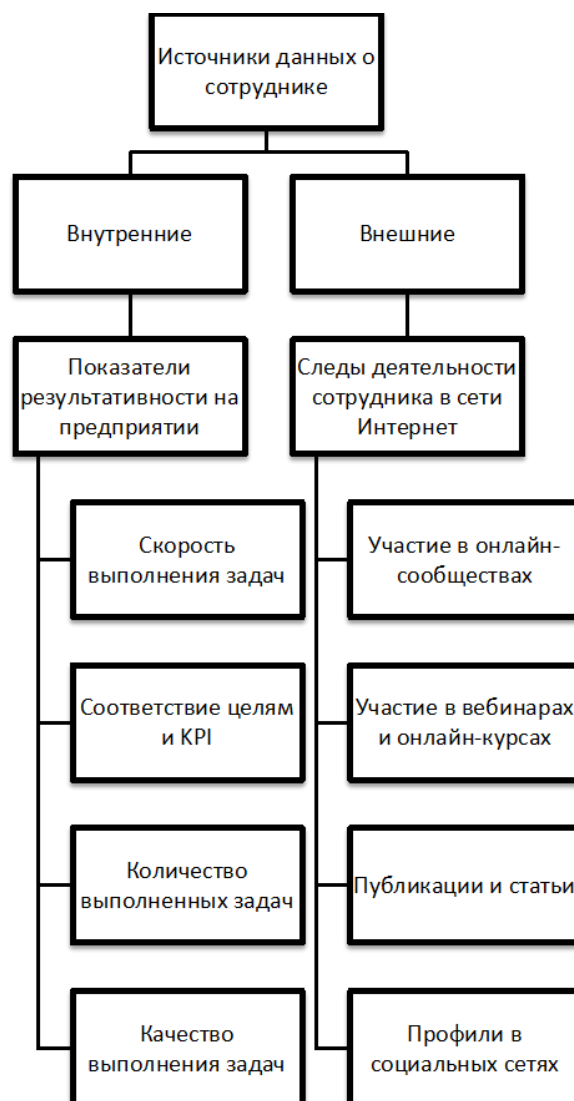 Источники данных о
сотруднике
Внутренние
Внешние
Показатели
результативности на
предприятии
Следы деятельности
сотрудника в сети
Интернет
Скорость
выполнения задач
Участие в онлайн-
сообществах
Соответствие целям
и KPI
Участие в вебинарах
и онлайн-курсах
Количество
выполненных задач
Публикации и статьи
Качество
выполнения задач
Профили в
социальных сетях